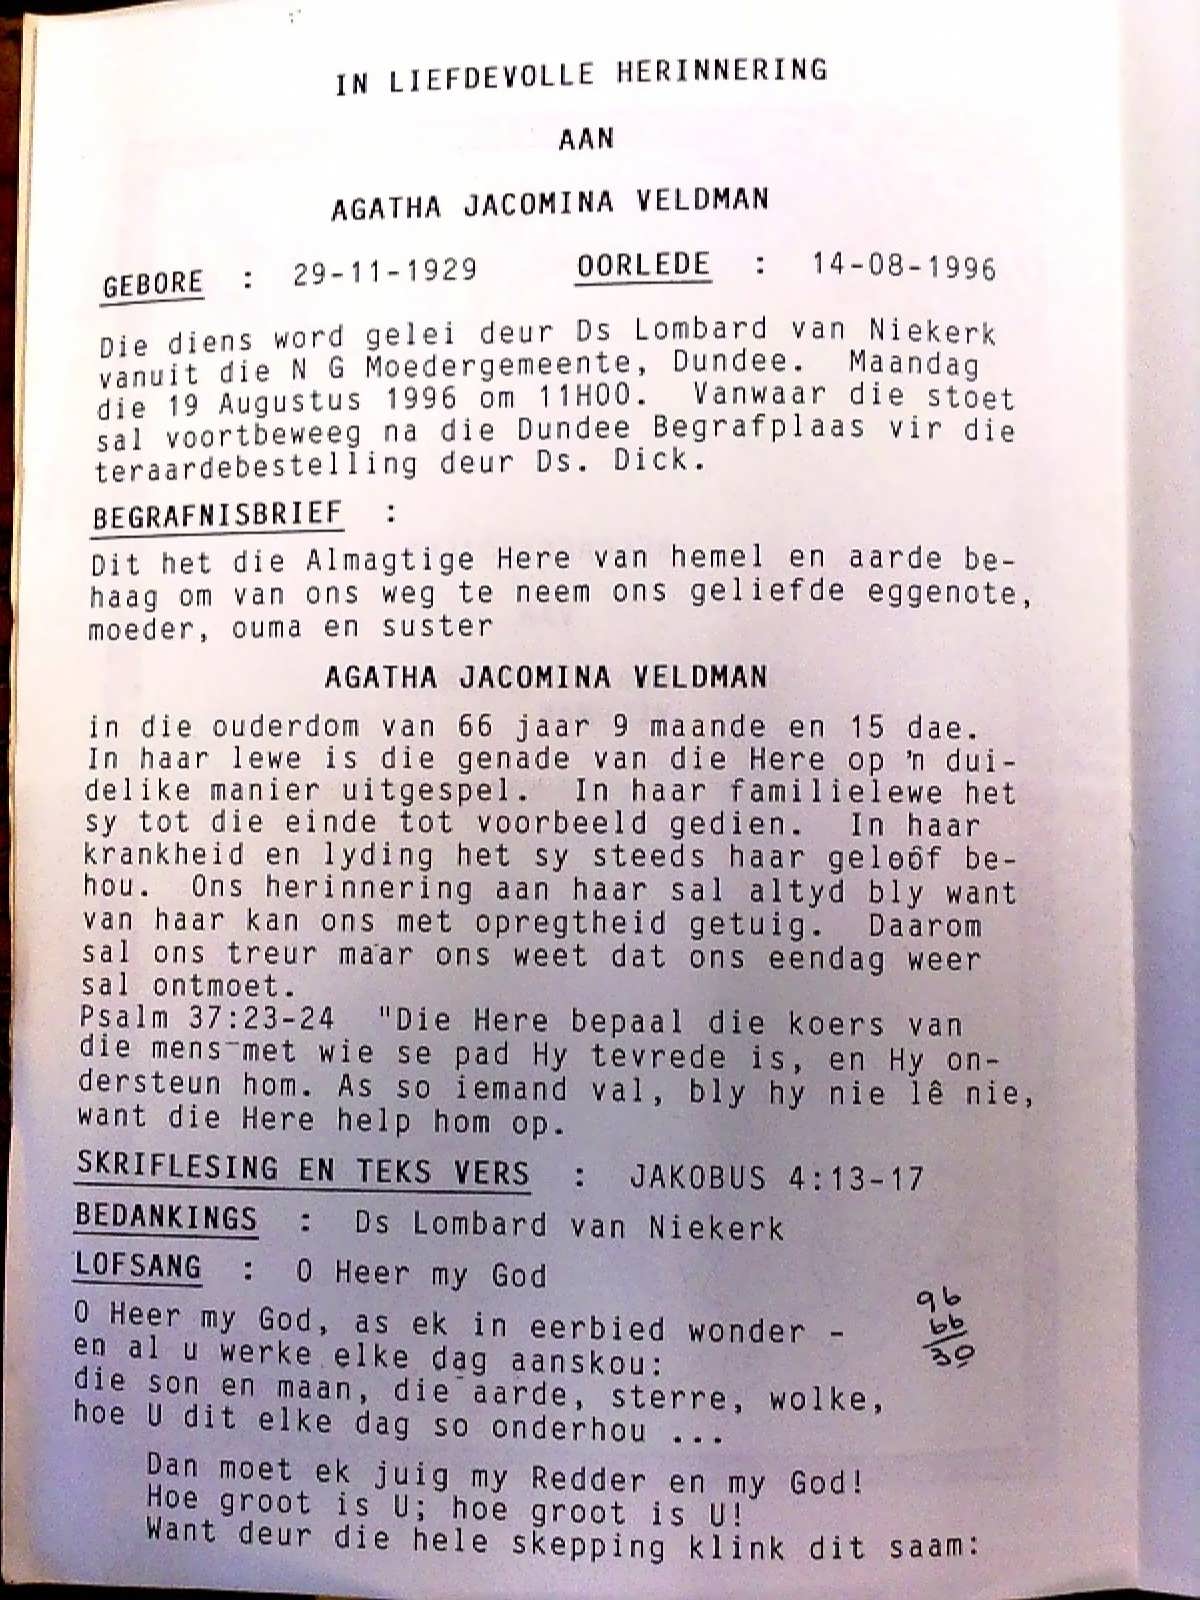 IN LIEFDEVOLLE HERINNERING
AAN
AGATHA JACOMINA VELDMAN
GEBORE : 29-11-1929 OORLEDE : 14-08-1996
Die diens word gelei deur Ds Lombard van Niekerk
vanuit die N G Moedergemeente, Dundee. Maandag
die 19 Augustus 1996 om 11H00. Vanwaar die stoet
sal voortbeweeg na die Dundee Begrafplaas vir die
teraardebestelling deur Ds. Dick.
BEGRAFNISBRIEF :
Dit het die Almagtige Here van hemel en aarde be-
haag om van ons weg te neem ons geliefde eggenote,
moeder, ouma en suster
AGATHA JACOMINA VELDMAN
in die ouderdom van 66 jaar 9 maande en 15 dae.
In haar lewe is die genade van die Here op 'n dui-
delike manier uitgespel. In haar familielewe het
sy tot die einde tot voorbeeld gedien. In haar
krankheid en lyding het sy steeds haar geloôf be-
hou. Ons herinnering aan haar sal altyd bly want
van haar kan ons met opregtheid getuig. Daarom
sal ons treur maar ons weet dat ons eendag weer
sal ontmoet.
Psalm 37:23-24 "Die Here bepaal die koers van
die mens met wie se pad Hy tevrede is, en Hy on-
dersteun hom. As so iemand val, bly hy nie lê nie,
want die Here help hom op.
SKRIFLESING EN TEKS VERS : JAKOBUS 4:13-17
BEDANKINGS : Ds Lombard van Niekerk
LOFSANG : O Heer my God
O Heer my God, as ek in eerbied wonder -
en al u werke elke dag aanskou:
die son en maan, die aarde, sterre, wolke,
hoe U dit elke dag so onderhou ...
96
66
30
Dan moet ek juig my Redder en my God!
Hoe groot is U; hoe groot is U!
Want deur die hele skepping klink dit saam: